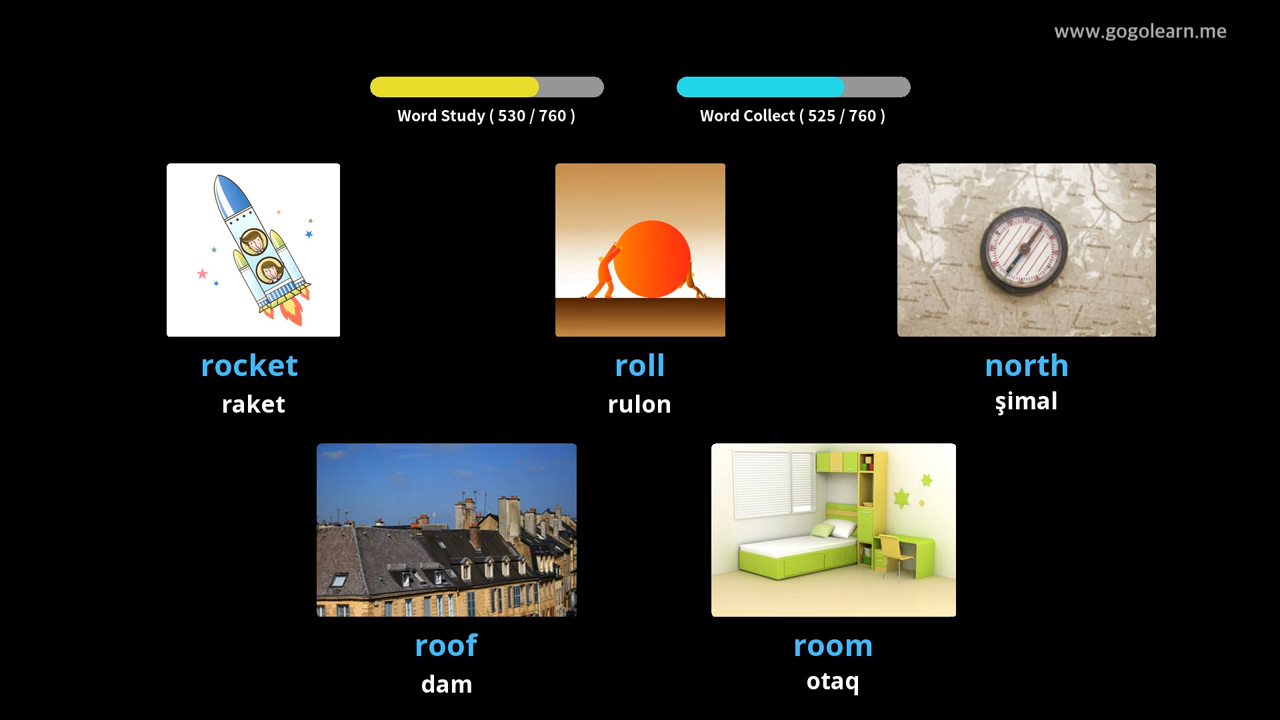 www.gogolearn.me
Word Study ( 530 / 760 )
Word Collect ( 525 / 760 )
rocket
raket
roll
rulon
north
şimal
roof
dam
room
otaq